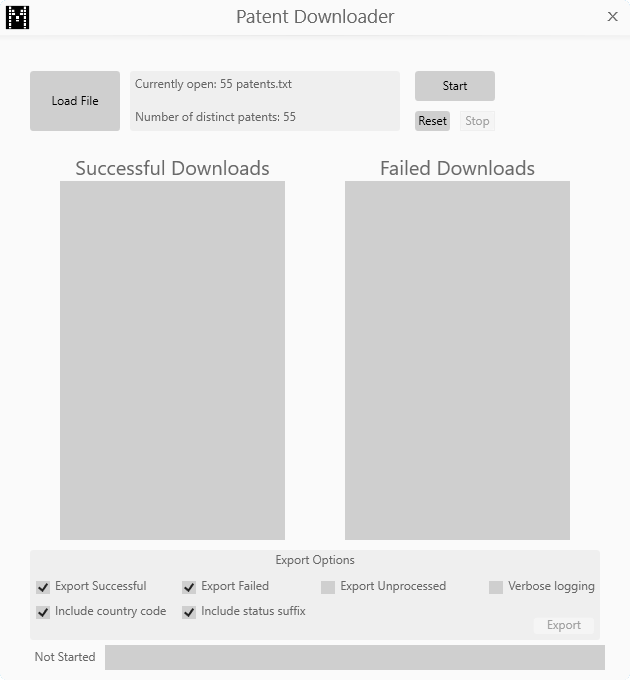 Patent Downloader
Load File
Currently open: 55 patents.txt
Number of distinct patents: 55
Start
Reset
Stop
Successful Downloads
Failed Downloads
Export Options
Export Successful
Export Failed
Export Unprocessed
Verbose logging
Include country code
Include status suffix
Export
Not Started